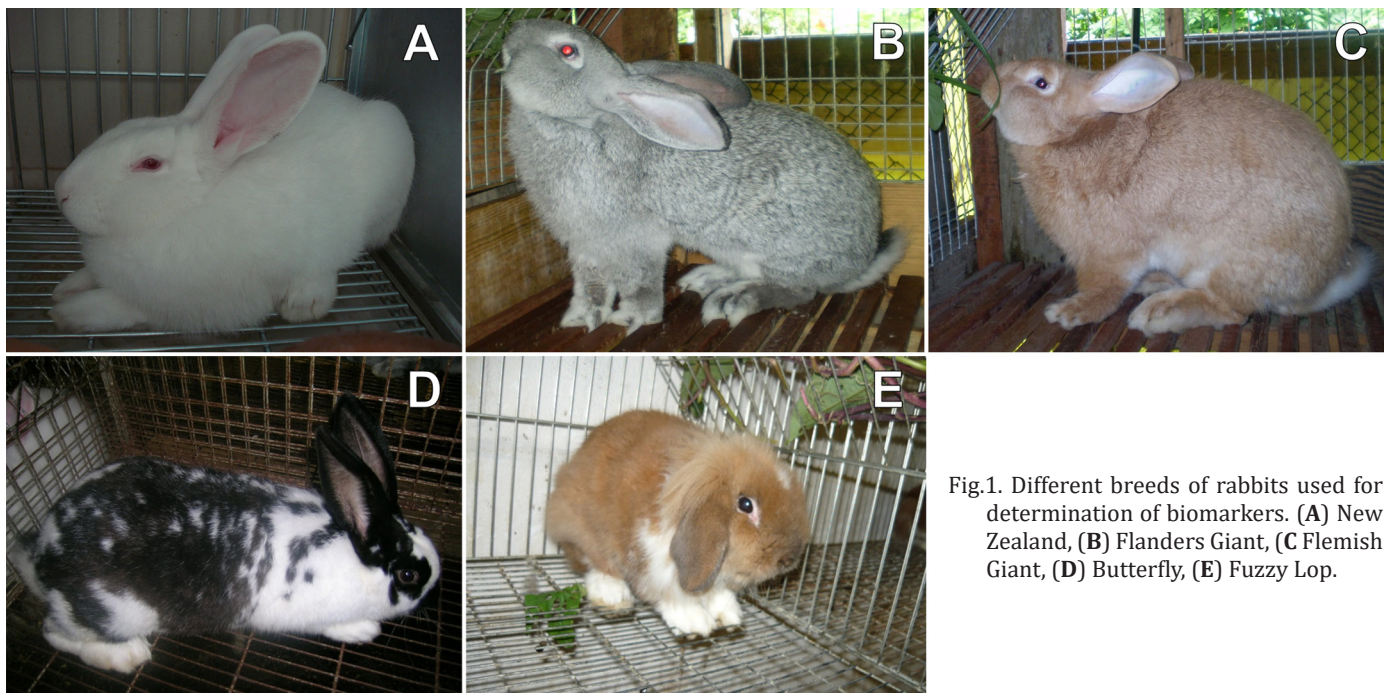 A
B
C
D
E
Fig.1. Different breeds of rabbits used for
determination of biomarkers. (A) New
Zealand, (B) Flanders Giant, (C Flemish
Giant, (D) Butterfly, (E) Fuzzy Lop.